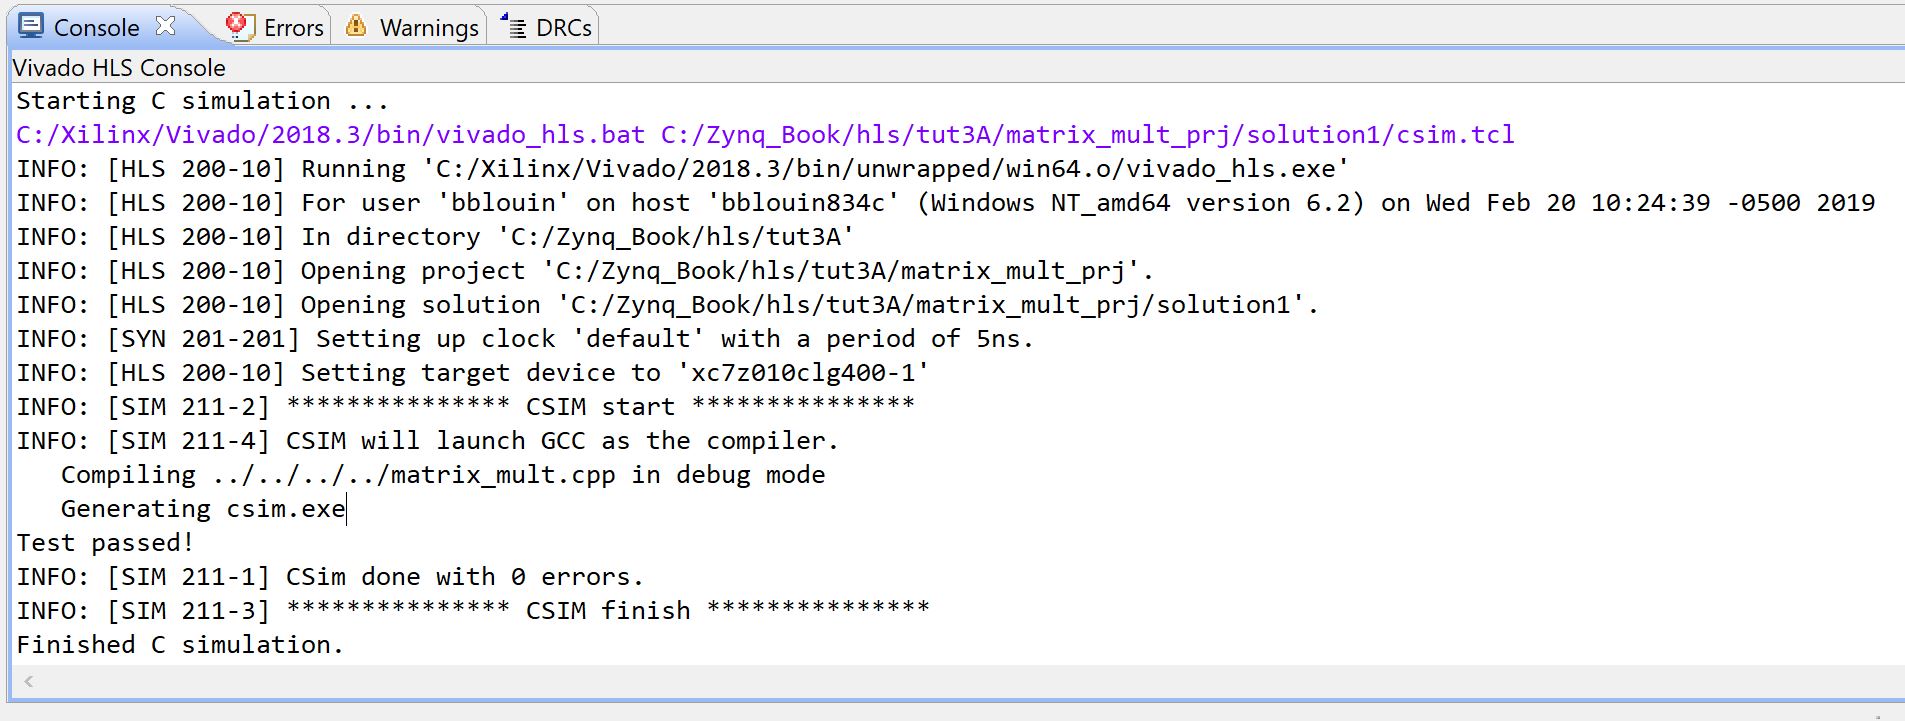 Console Errors Warnings DRCs
Vivado HLS Console
Starting C simulation ...
C:/Xilinx/Vivado/2018.3/bin/vivado_hls.bat C:/Zynq_Book/hls/tut3A/matrix_mult_prj/solution1/csim.tcl
INFO: [HLS 200-10] Running 'C:/Xilinx/Vivado/2018.3/bin/unwrapped/win64.o/vivado_hls.exe'
INFO: [HLS 200-10] For user 'bblouin' on host 'bblouin834c' (Windows NT_amd64 version 6.2) on Wed Feb 20 10:24:39 -0500 2019
INFO: [HLS 200-10] In directory 'C:/Zynq_Book/hls/tut3A'
INFO: [HLS 200-10] Opening project 'C:/Zynq_Book/hls/tut3A/matrix_mult_prj'.
INFO: [HLS 200-10] Opening solution 'C:/Zynq_Book/hls/tut3A/matrix_mult_prj/solution1'.
INFO: [SYN 201-201] Setting up clock 'default' with a period of 5ns.
INFO: [HLS 200-10] Setting target device to 'xc7z010clg400-1'
INFO: [SIM 211-2] *************** CSIM start ***************
INFO: [SIM 211-4] CSIM will launch GCC as the compiler.
   Compiling ../../../../matrix_mult.cpp in debug mode
   Generating csim.exe
Test passed!
INFO: [SIM 211-1] CSim done with 0 errors.
INFO: [SIM 211-3] *************** CSIM finish ***************
Finished C simulation.